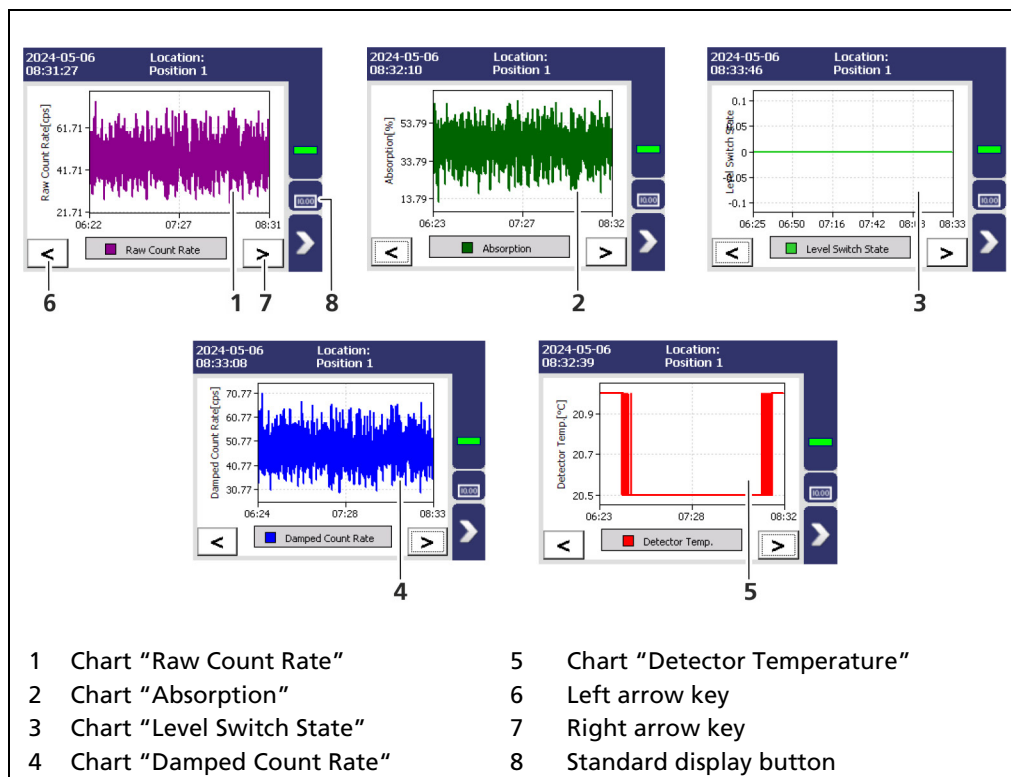 2024-05-06 Location:
08:31:27 Position 1
Raw Count Rate[cps]
61.71
41.71
21.71
06:22 07:27 08:31
< Raw Count Rate >
10.00
6 1 7 8
2024-05-06 Location:
08:32:10 Position 1
Absorption[%]
53.79
33.79
13.79
06:23 07:27 08:32
< Absorption >
10.00
2
2024-05-06 Location:
08:33:46 Position 1
Level Switch State
0.1
0.05
0
-0.05
-0.1
06:25 06:50 07:16 07:42 08:33
< Level Switch State >
10.00
3
2024-05-06 Location:
08:33:08 Position 1
Damped Count Rate[cps]
70.77
60.77
50.77
40.77
30.77
06:24 07:28 08:33
< Damped Count Rate >
10.00
4
2024-05-06 Location:
08:32:39 Position 1
Detector Temp.[°C]
20.9
20.7
20.5
06:23 07:28 08:32
< Detector Temp. >
10.00
5
1 Chart “Raw Count Rate”
2 Chart “Absorption”
3 Chart “Level Switch State”
4 Chart “Damped Count Rate”
5 Chart “Detector Temperature”
6 Left arrow key
7 Right arrow key
8 Standard display button